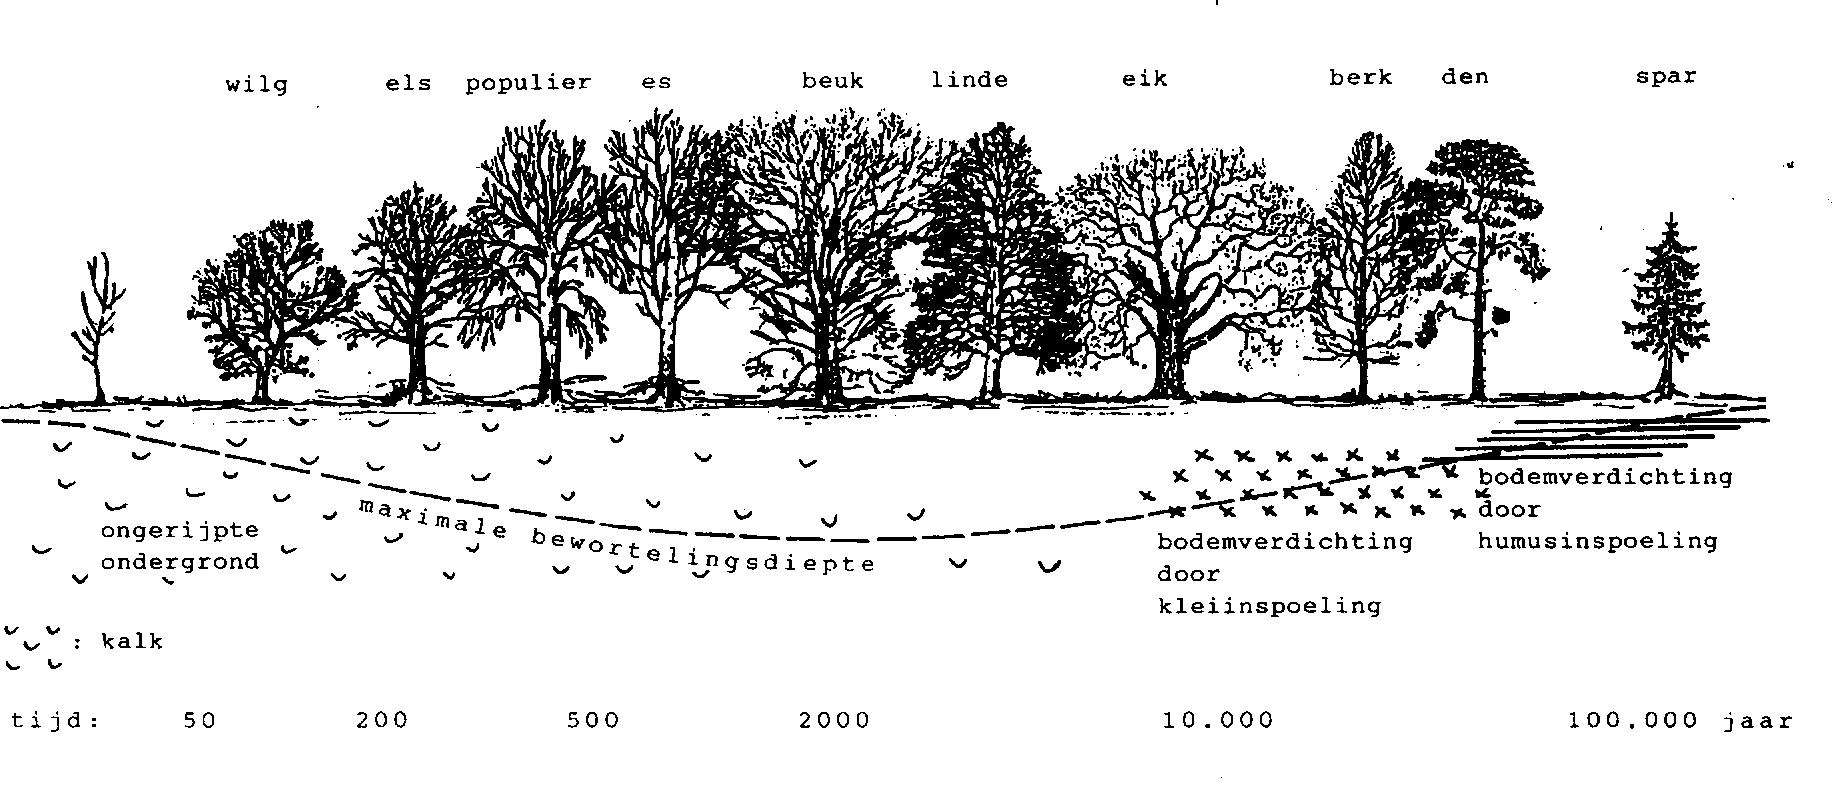 wilg els populier es beuk linde eik berk den spar
maximale bewortelingsdiepte
ongerijpte
ondergrond
bodemverdichting
door
kleiinspoeling
bodemverdichting
door
humusinspoeling
: kalk
tijd: 50 200 500 2000 10.000 100.000 jaar